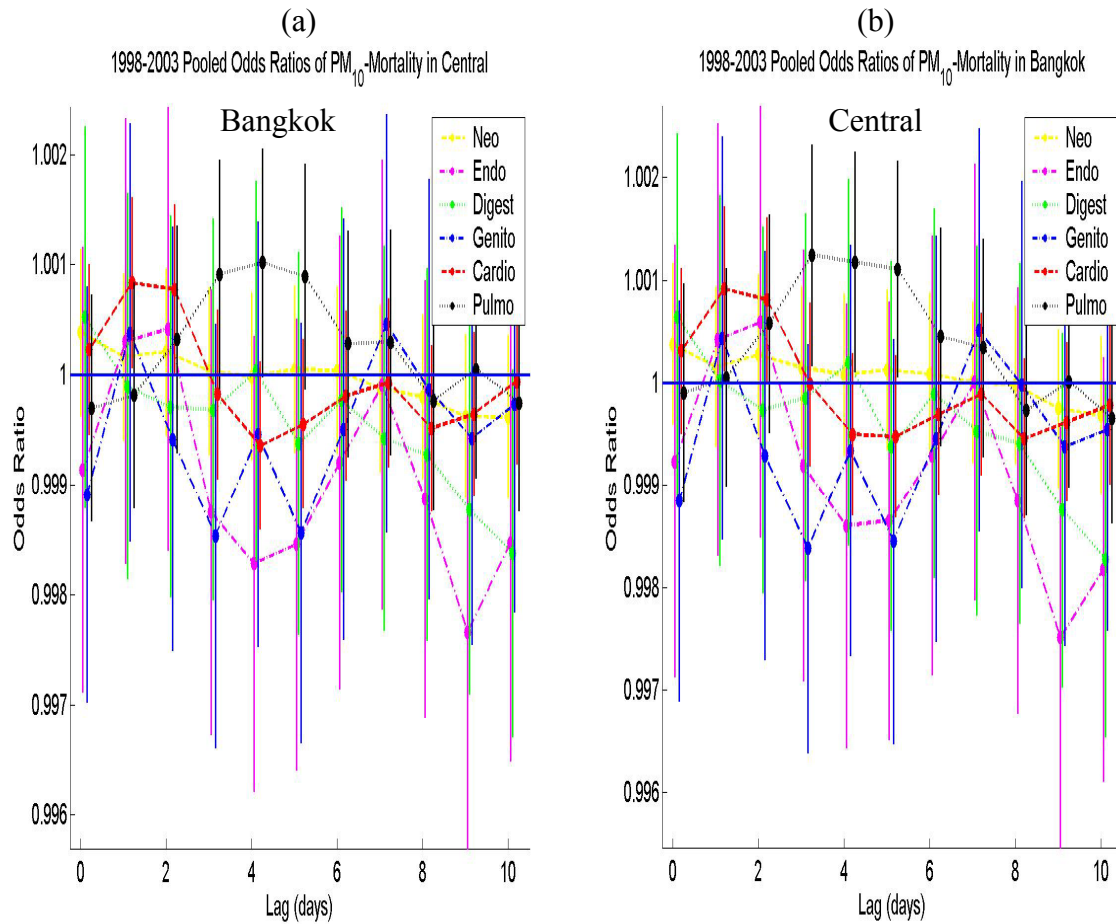 (a)
1998-2003 Pooled Odds Ratios of PM10-Mortality in Central
Bangkok
Neo
Endo
Digest
Genito
Cardio
Pulmo
1.002
1.001
1
0.999
0.998
0.997
0.996
Odds Ratio
0 2 4 6 8 10
Lag (days)
(b)
1998-2003 Pooled Odds Ratios of PM10-Mortality in Bangkok
Central
Neo
Endo
Digest
Genito
Cardio
Pulmo
1.002
1.001
1
0.999
0.998
0.997
0.996
Odds Ratio
0 2 4 6 8 10
Lag (days)